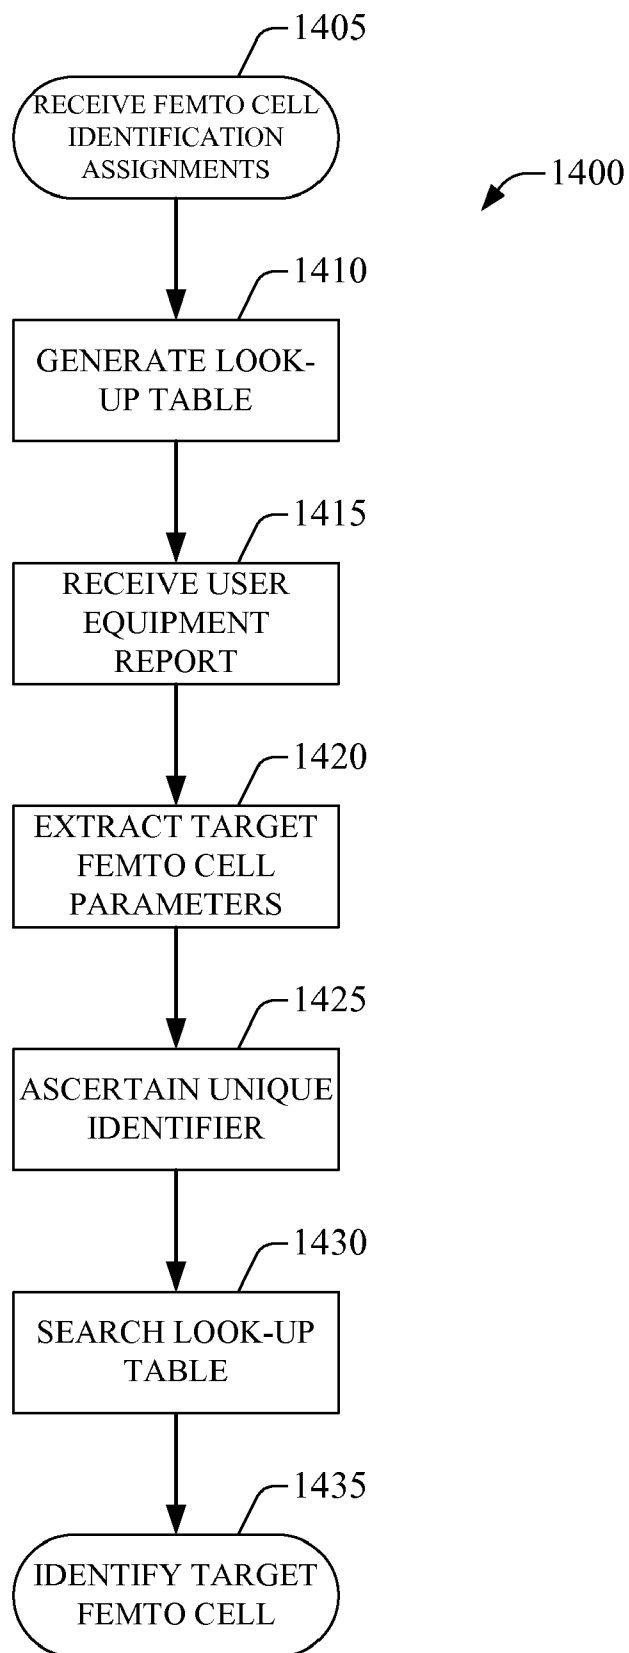 1405
RECEIVE FEMTO CELL
IDENTIFICATION
ASSIGNMENTS
1400
1410
GENERATE LOOK-
UP TABLE
1415
RECEIVE USER
EQUIPMENT
REPORT
1420
EXTRACT TARGET
FEMTO CELL
PARAMETERS
1425
ASCERTAIN UNIQUE
IDENTIFIER
1430
SEARCH LOOK-UP
TABLE
1435
IDENTIFY TARGET
FEMTO CELL